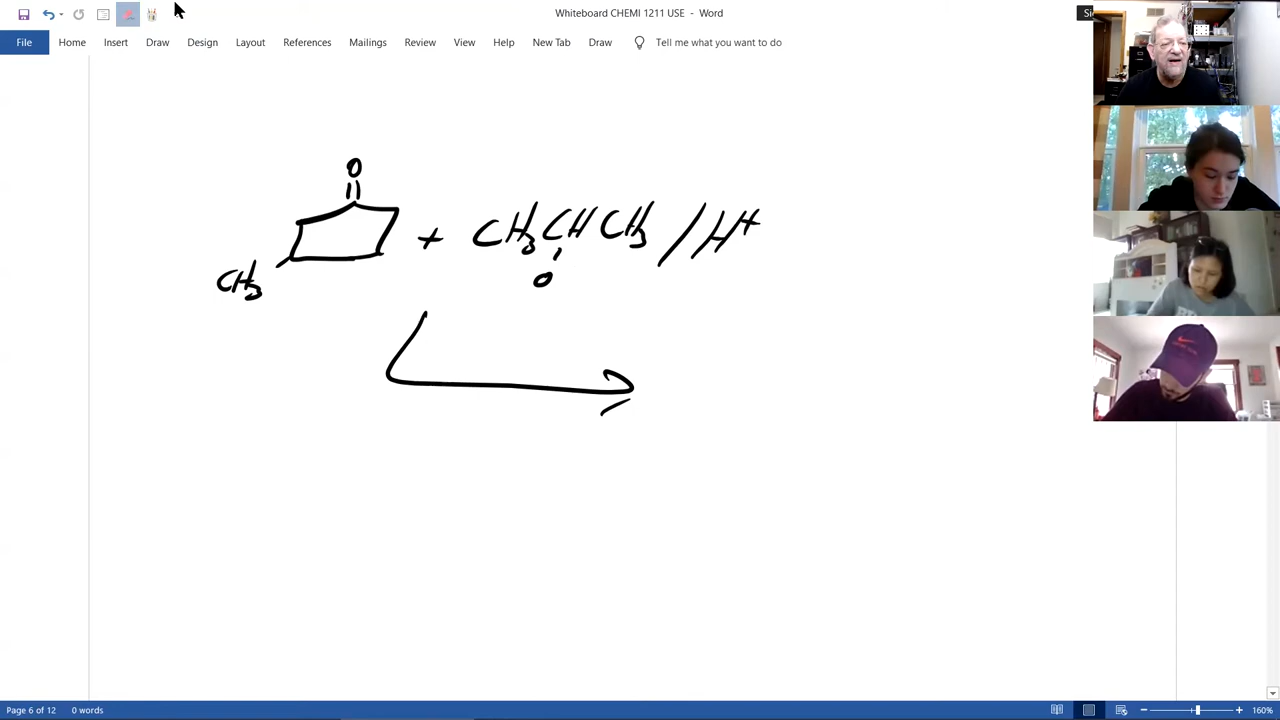 Whiteboard CHEMI 1211 USE - Word
File Home Insert Draw Design Layout References Mailings Review View Help New Tab Draw Tell me what you want to do
O
+ CH3CHCH3 / H+
CH3
O
Page 6 of 12 0 words
160%